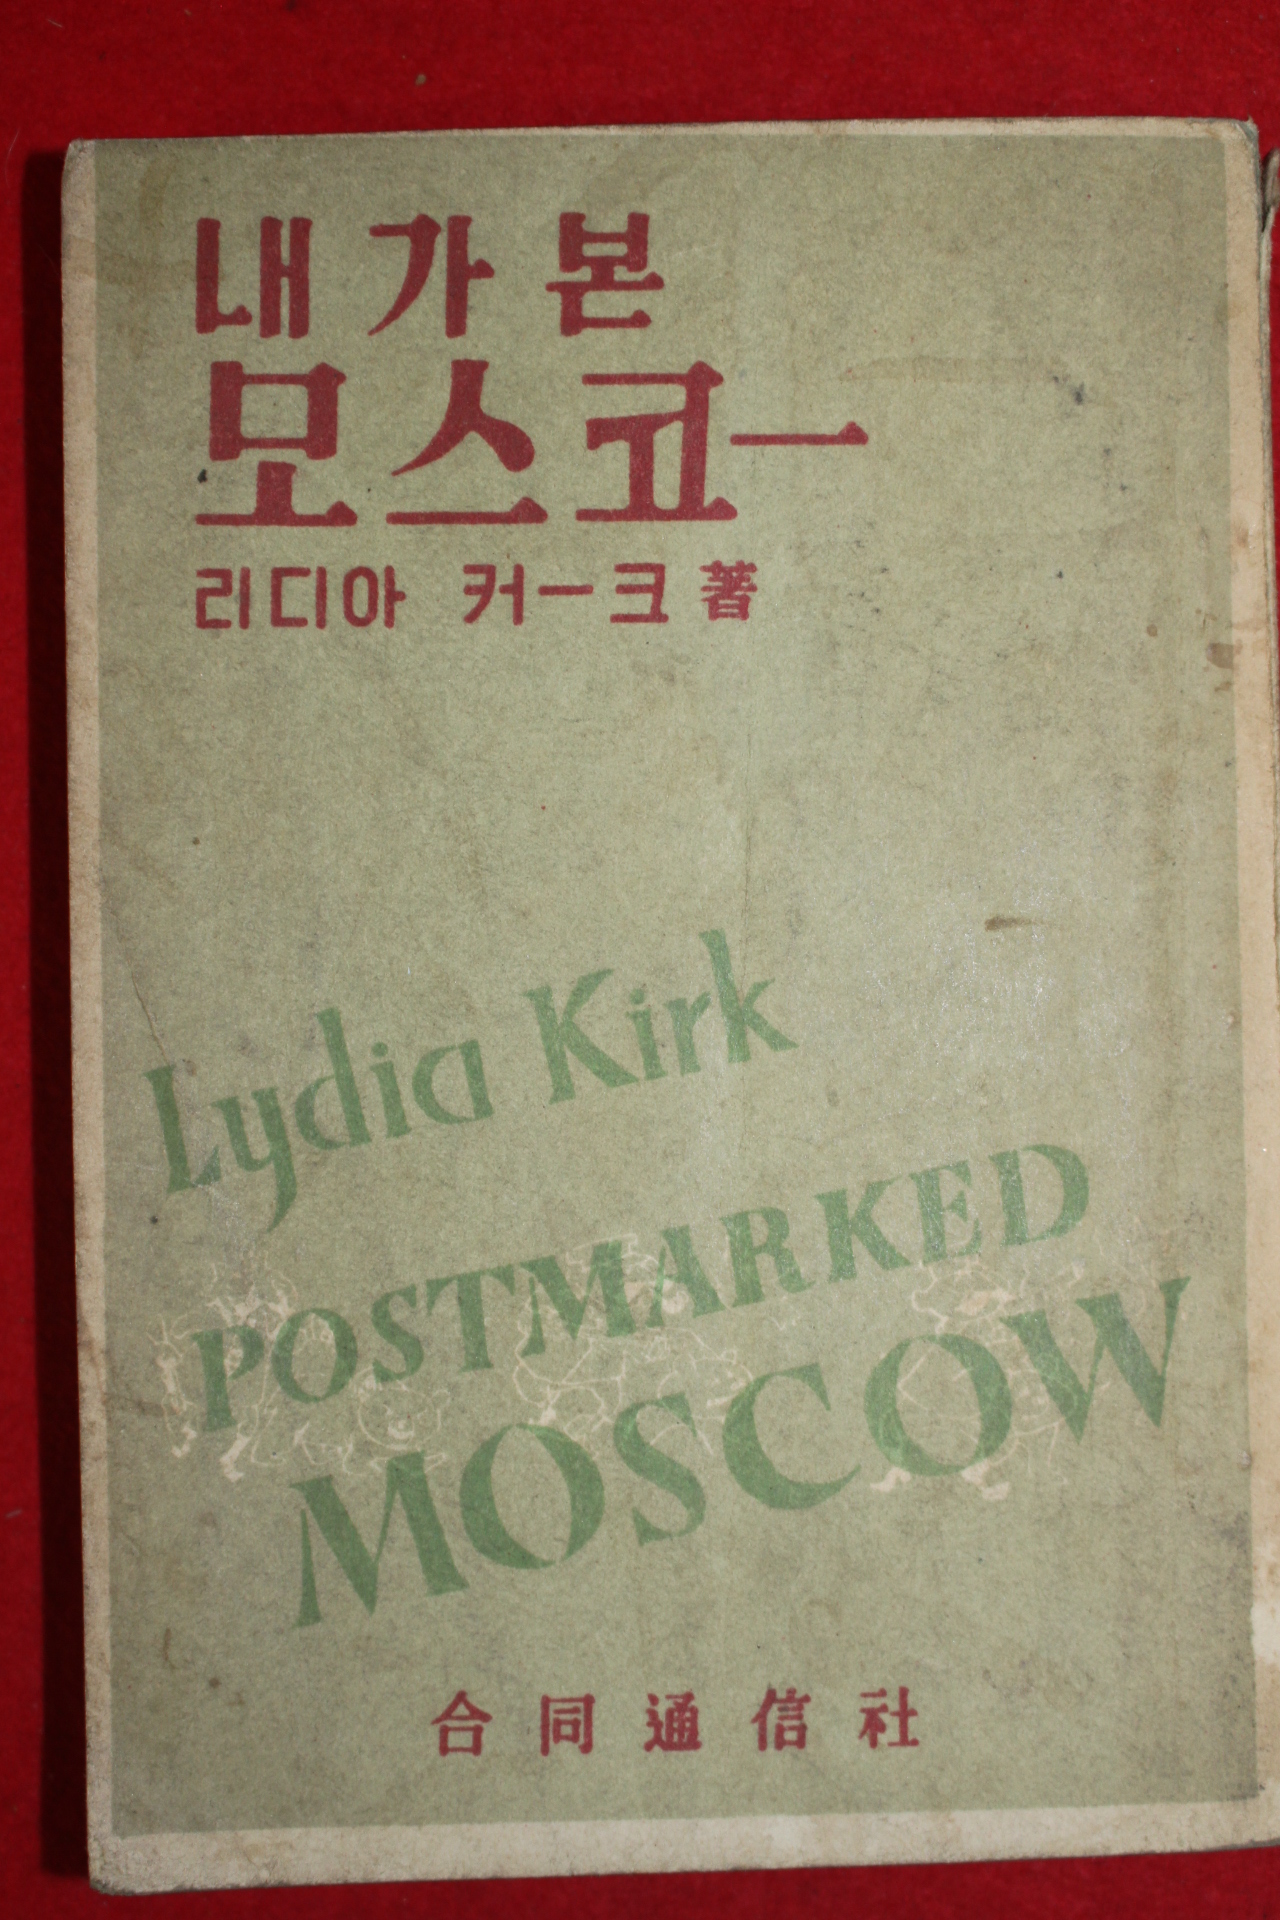 내가 본
모스코ー
리디아 커ー크 著
Lydia Kirk
POSTMARKED
MOSCOW
合同通信社